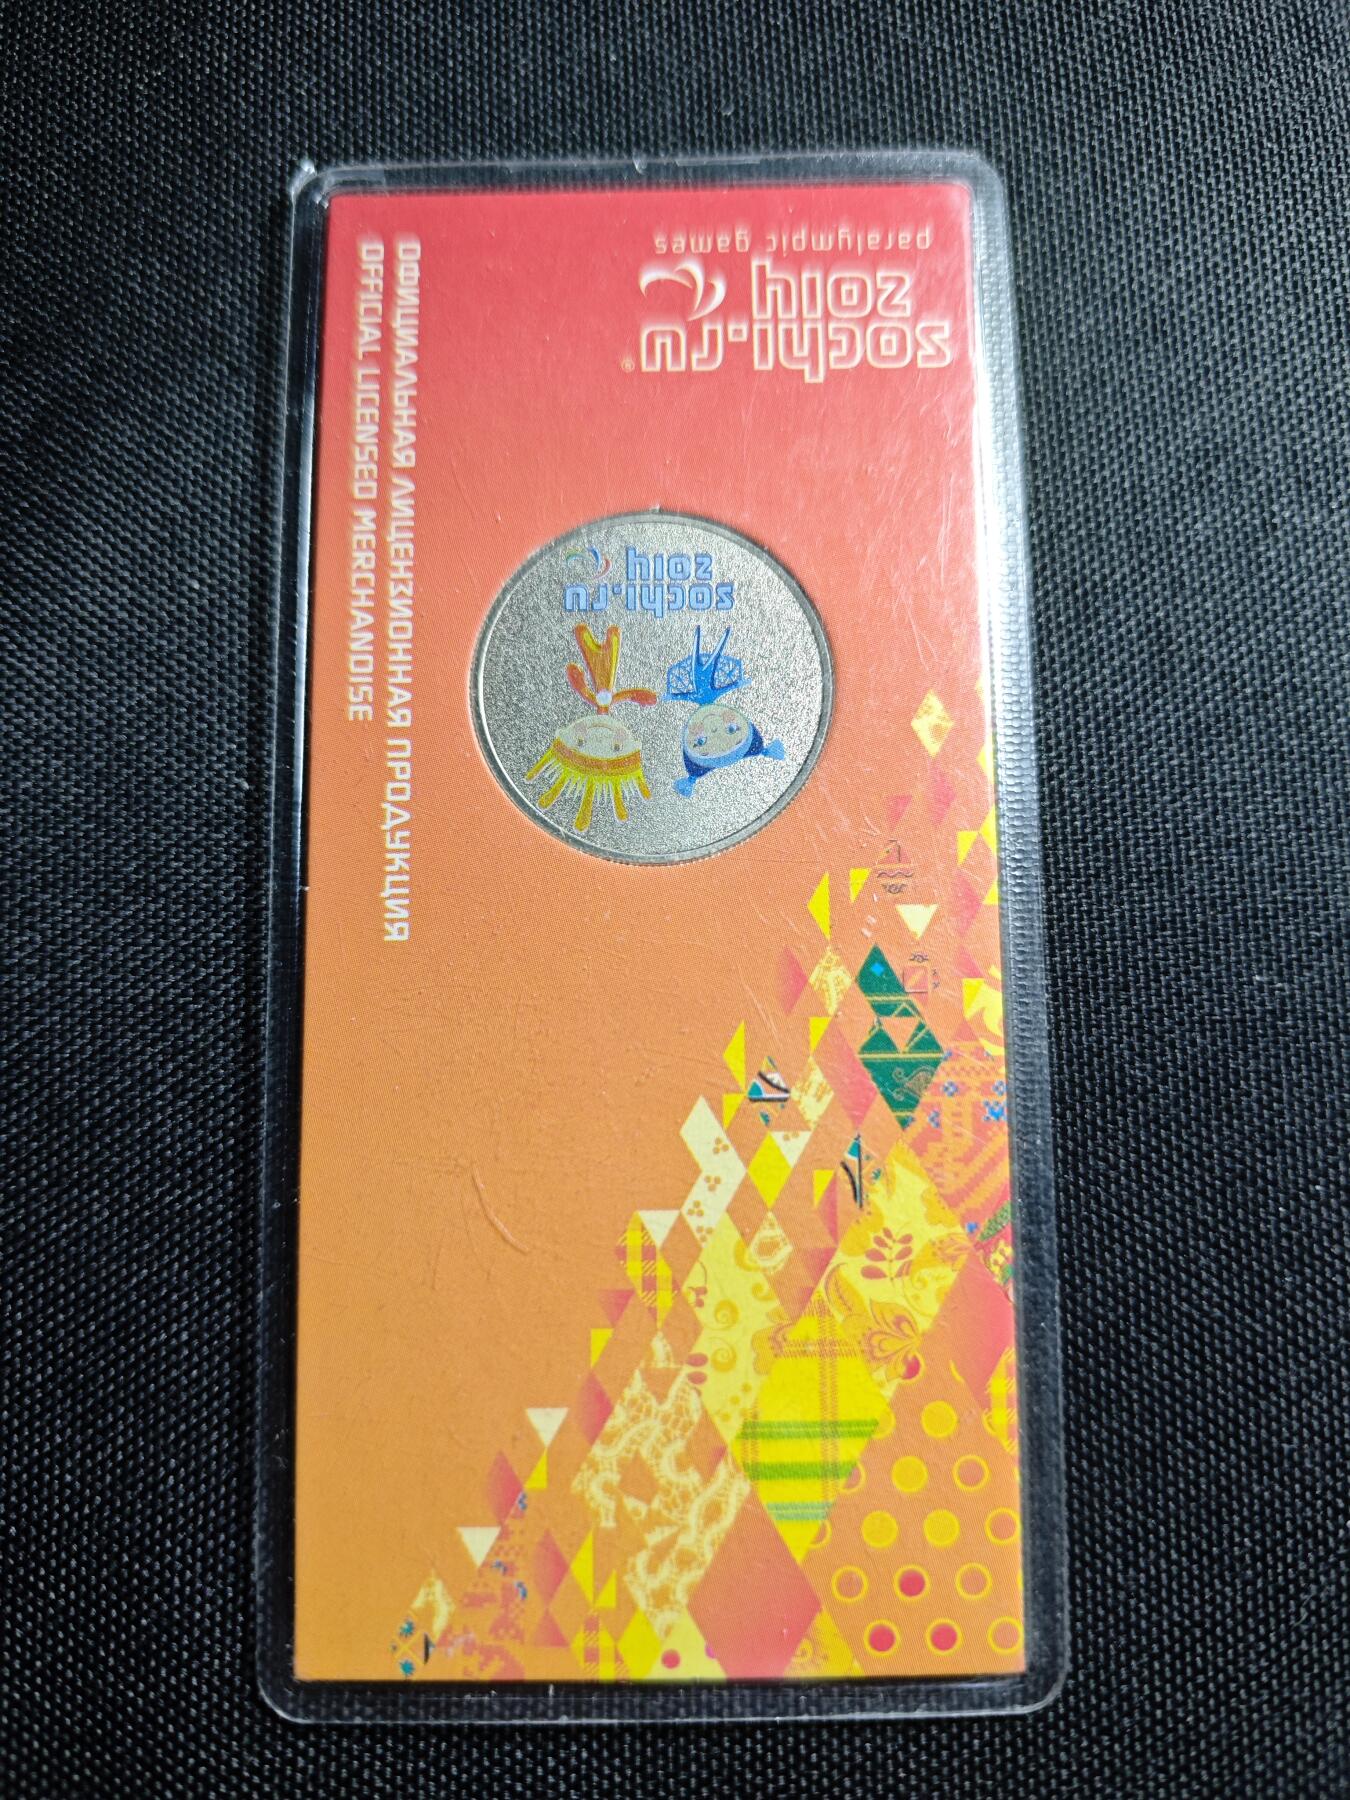 sochi.ru
2014
paralympic games
®
ОФИЦИАЛЬНАЯ ЛИЦЕНЗИОННАЯ ПРОДУКЦИЯ
OFFICIAL LICENSED MERCHANDISE
sochi.ru
2014